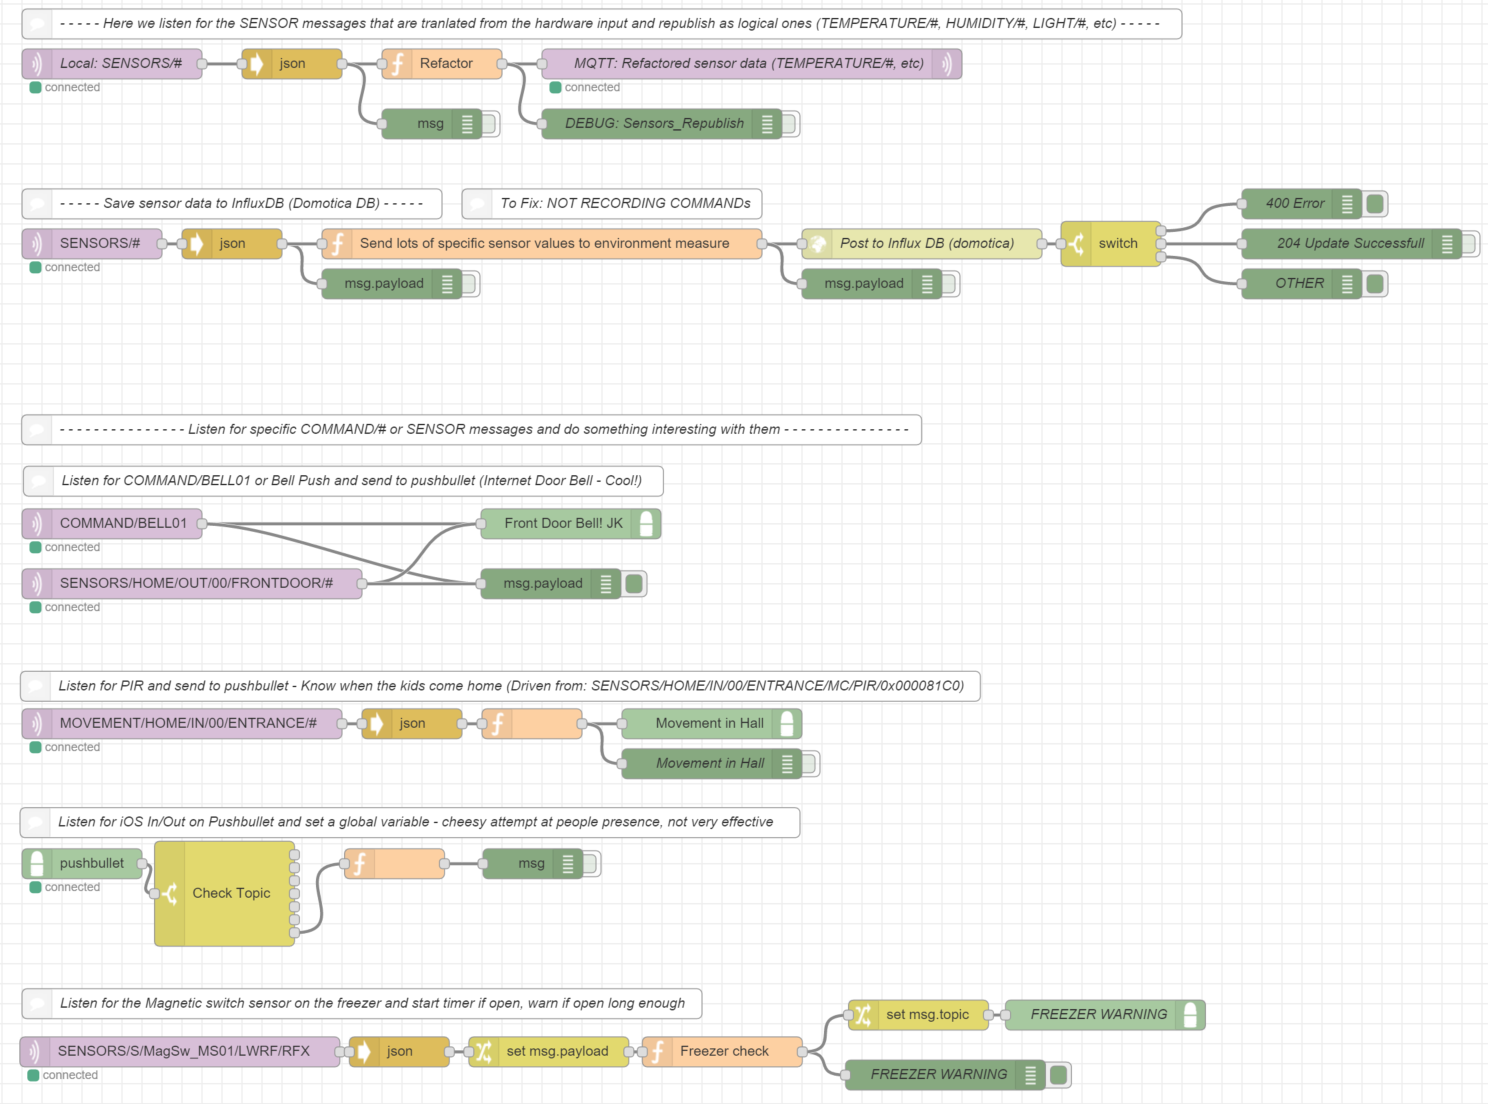 - - - - - Here we listen for the SENSOR messages that are tranlated from the hardware input and republish as logical ones (TEMPERATURE/#, HUMIDITY/#, LIGHT/#, etc) - - - - -
Local: SENSORS/#
json
Refactor
MQTT: Refactored sensor data (TEMPERATURE/#, etc)
connected
connected
msg
DEBUG: Sensors_Republish
- - - - - Save sensor data to InfluxDB (Domotica DB) - - - - -
To Fix: NOT RECORDING COMMANDs
400 Error
SENSORS/#
json
Send lots of specific sensor values to environment measure
Post to Influx DB (domotica)
switch
204 Update Successfull
connected
msg.payload
msg.payload
OTHER
- - - - - - - - - - - - - - - Listen for specific COMMAND/# or SENSOR messages and do something interesting with them - - - - - - - - - - - - - - -
Listen for COMMAND/BELL01 or Bell Push and send to pushbullet (Internet Door Bell - Cool!)
COMMAND/BELL01
Front Door Bell! JK
connected
SENSORS/HOME/OUT/00/FRONTDOOR/#
msg.payload
connected
Listen for PIR and send to pushbullet - Know when the kids come home (Driven from: SENSORS/HOME/IN/00/ENTRANCE/MC/PIR/0x000081C0)
MOVEMENT/HOME/IN/00/ENTRANCE/#
json
Movement in Hall
connected
Movement in Hall
Listen for iOS In/Out on Pushbullet and set a global variable - cheesy attempt at people presence, not very effective
pushbullet
msg
connected
Check Topic
Listen for the Magnetic switch sensor on the freezer and start timer if open, warn if open long enough
set msg.topic
FREEZER WARNING
SENSORS/S/MagSw_MS01/LWRF/RFX
json
set msg.payload
Freezer check
connected
FREEZER WARNING